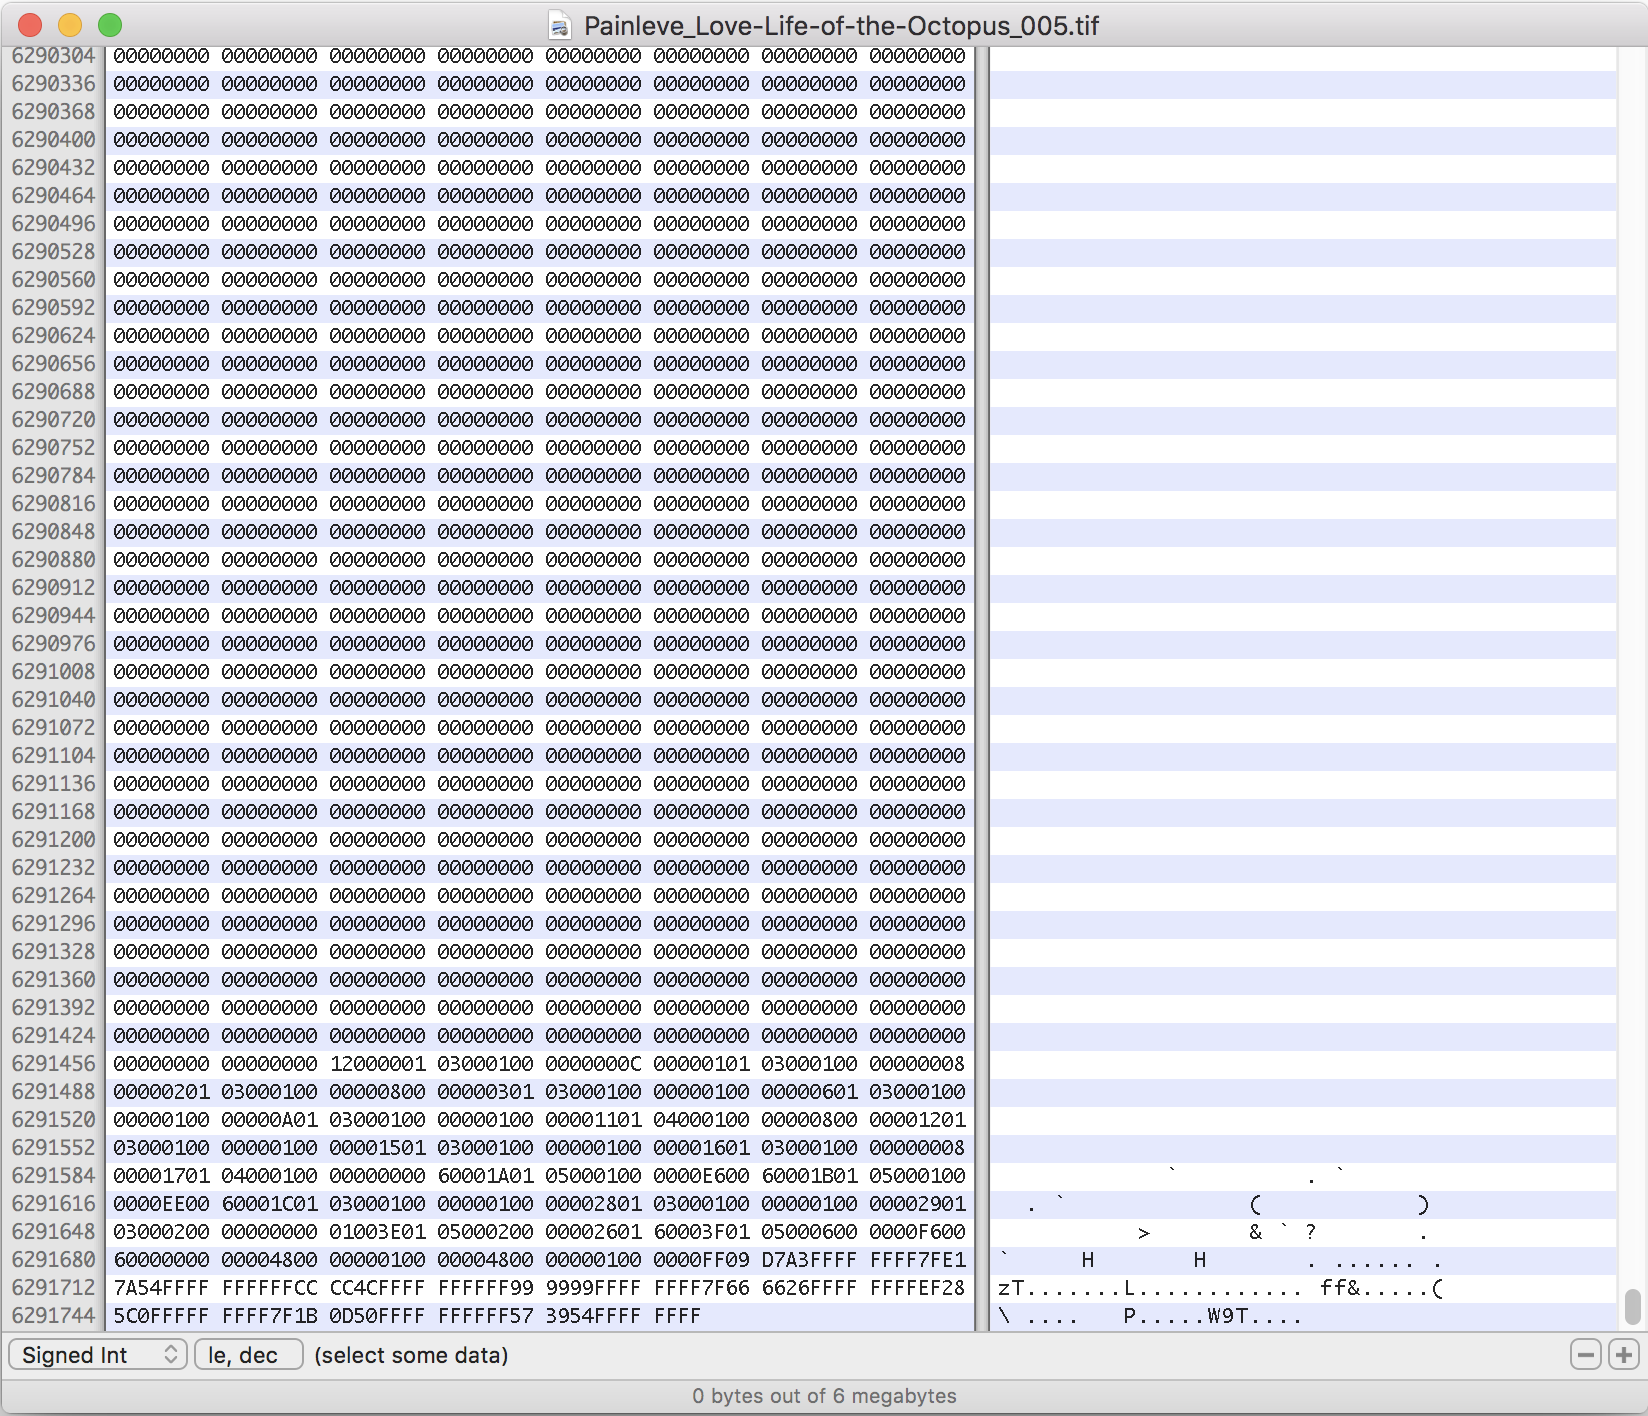 Painleve_Love-Life-of-the-Octopus_005.tif
6290304 00000000 00000000 00000000 00000000 00000000 00000000 00000000 00000000
6290336 00000000 00000000 00000000 00000000 00000000 00000000 00000000 00000000
6290368 00000000 00000000 00000000 00000000 00000000 00000000 00000000 00000000
6290400 00000000 00000000 00000000 00000000 00000000 00000000 00000000 00000000
6290432 00000000 00000000 00000000 00000000 00000000 00000000 00000000 00000000
6290464 00000000 00000000 00000000 00000000 00000000 00000000 00000000 00000000
6290496 00000000 00000000 00000000 00000000 00000000 00000000 00000000 00000000
6290528 00000000 00000000 00000000 00000000 00000000 00000000 00000000 00000000
6290560 00000000 00000000 00000000 00000000 00000000 00000000 00000000 00000000
6290592 00000000 00000000 00000000 00000000 00000000 00000000 00000000 00000000
6290624 00000000 00000000 00000000 00000000 00000000 00000000 00000000 00000000
6290656 00000000 00000000 00000000 00000000 00000000 00000000 00000000 00000000
6290688 00000000 00000000 00000000 00000000 00000000 00000000 00000000 00000000
6290720 00000000 00000000 00000000 00000000 00000000 00000000 00000000 00000000
6290752 00000000 00000000 00000000 00000000 00000000 00000000 00000000 00000000
6290784 00000000 00000000 00000000 00000000 00000000 00000000 00000000 00000000
6290816 00000000 00000000 00000000 00000000 00000000 00000000 00000000 00000000
6290848 00000000 00000000 00000000 00000000 00000000 00000000 00000000 00000000
6290880 00000000 00000000 00000000 00000000 00000000 00000000 00000000 00000000
6290912 00000000 00000000 00000000 00000000 00000000 00000000 00000000 00000000
6290944 00000000 00000000 00000000 00000000 00000000 00000000 00000000 00000000
6290976 00000000 00000000 00000000 00000000 00000000 00000000 00000000 00000000
6291008 00000000 00000000 00000000 00000000 00000000 00000000 00000000 00000000
6291040 00000000 00000000 00000000 00000000 00000000 00000000 00000000 00000000
6291072 00000000 00000000 00000000 00000000 00000000 00000000 00000000 00000000
6291104 00000000 00000000 00000000 00000000 00000000 00000000 00000000 00000000
6291136 00000000 00000000 00000000 00000000 00000000 00000000 00000000 00000000
6291168 00000000 00000000 00000000 00000000 00000000 00000000 00000000 00000000
6291200 00000000 00000000 00000000 00000000 00000000 00000000 00000000 00000000
6291232 00000000 00000000 00000000 00000000 00000000 00000000 00000000 00000000
6291264 00000000 00000000 00000000 00000000 00000000 00000000 00000000 00000000
6291296 00000000 00000000 00000000 00000000 00000000 00000000 00000000 00000000
6291328 00000000 00000000 00000000 00000000 00000000 00000000 00000000 00000000
6291360 00000000 00000000 00000000 00000000 00000000 00000000 00000000 00000000
6291392 00000000 00000000 00000000 00000000 00000000 00000000 00000000 00000000
6291424 00000000 00000000 00000000 00000000 00000000 00000000 00000000 00000000
6291456 00000000 00000000 12000001 03000100 0000000C 00000101 03000100 00000008
6291488 00000201 03000100 00000800 00000301 03000100 00000100 00000601 03000100
6291520 00000100 00000A01 03000100 00000100 00001101 04000100 00000800 00001201
6291552 03000100 00000100 00001501 03000100 00000100 00001601 03000100 00000008
6291584 00001701 04000100 00000000 60001A01 05000100 0000E600 60001B01 05000100 ` . `
6291616 0000EE00 60001C01 03000100 00000100 00002801 03000100 00000100 00002901 . ` ( )
6291648 03000200 00000000 01003E01 05000200 00002601 60003F01 05000600 0000F600 > & ` ? .
6291680 60000000 00004800 00000100 00004800 00000100 0000FF09 D7A3FFFF FFFF7FE1 ` H H . ...... .
6291712 7A54FFFF FFFFFFCC CC4CFFFF FFFFFF99 9999FFFF FFFF7F66 6626FFFF FFFFEF28 zT.......L............ ff&.....(
6291744 5C0FFFFF FFFF7F1B 0D50FFFF FFFFFF57 3954FFFF FFFF \ .... P.....W9T....
Signed Int le, dec (select some data)
0 bytes out of 6 megabytes